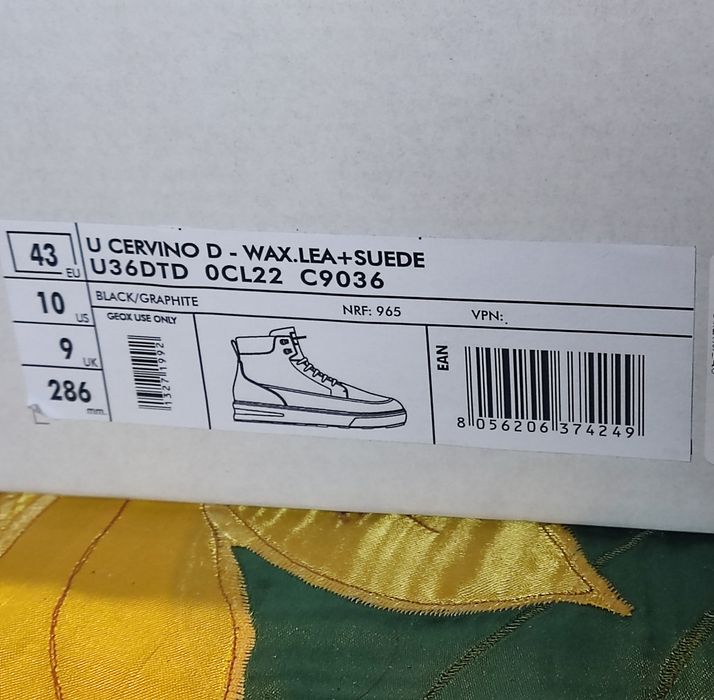 43 EU
10 US
9 UK
286 mm.
U CERVINO D - WAX.LEA+SUEDE
U36DTD 0CL22 C9036
BLACK/GRAPHITE NRF: 965 VPN:.
GEOX USE ONLY
132711992
EAN
8 056206 374249